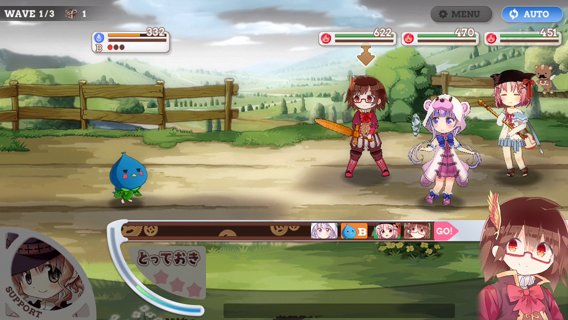 WAVE 1/3 1
MENU
AUTO
332
B
622
470
451
B
GO!
とっておき
SUPPORT